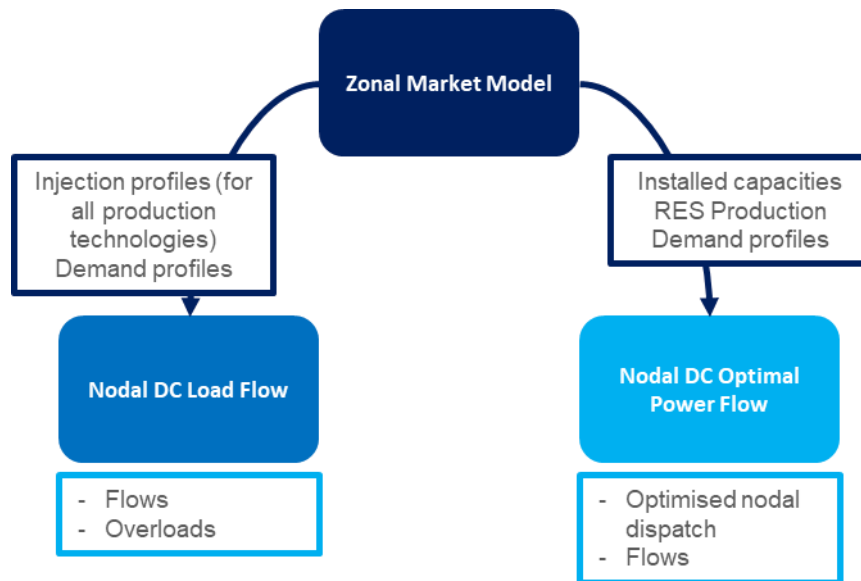 Zonal Market Model
Injection profiles (for
all production
technologies)
Demand profiles
Installed capacities
RES Production
Demand profiles
Nodal DC Load Flow
Nodal DC Optimal
Power Flow
- Flows
- Overloads
- Optimised nodal
dispatch
- Flows